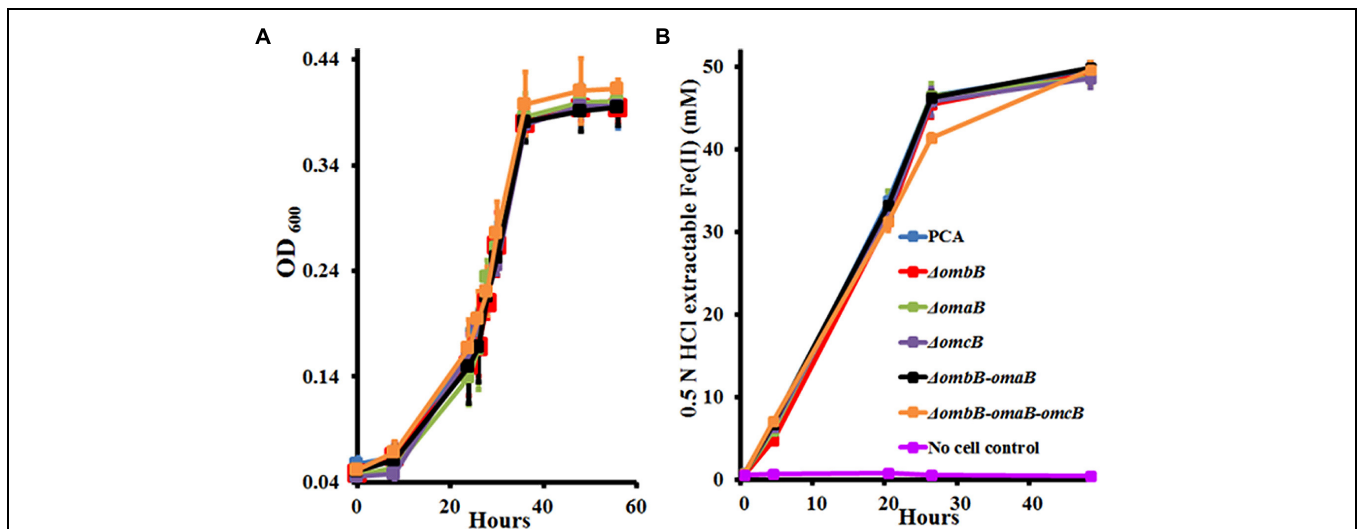 A
OD 600
0.44
0.34
0.24
0.14
0.04
0
20
40
60
Hours
B
0.5 N HCl extractable Fe(II) (mM)
50
40
30
20
10
0
0
10
20
30
40
Hours
PCA
ΔombB
ΔomaB
ΔomcB
ΔombB-omaB
ΔombB-omaB-omcB
No cell control